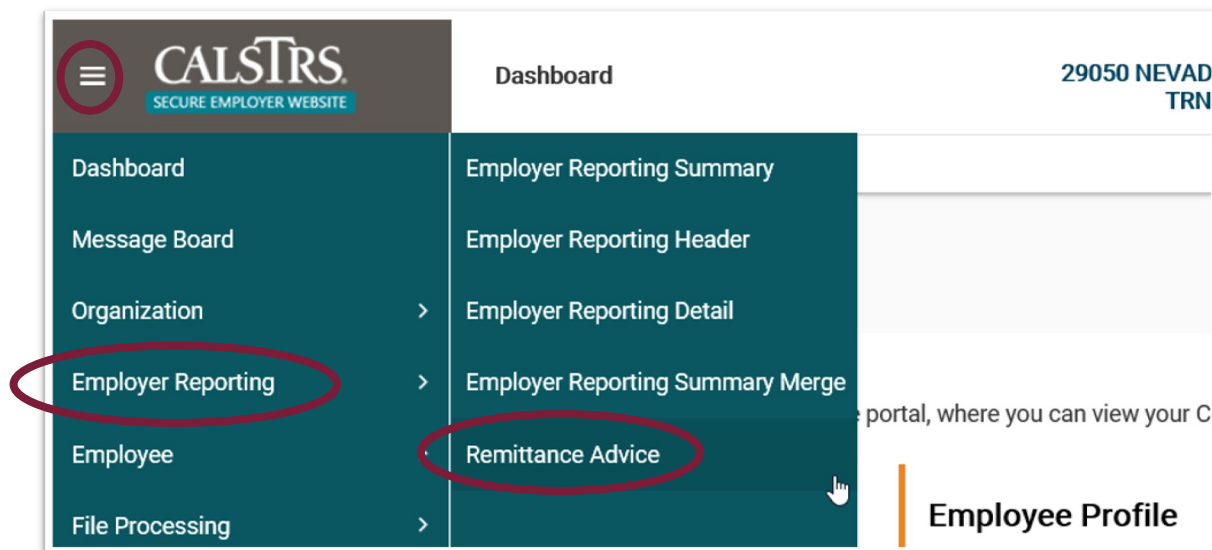 CALSTRS.
SECURE EMPLOYER WEBSITE
Dashboard
29050 NEVAD
TRN
Dashboard
Message Board
Organization
Employer Reporting
Employee
File Processing
Employer Reporting Summary
Employer Reporting Header
Employer Reporting Detail
Employer Reporting Summary Merge
Remittance Advice
portal, where you can view your C
Employee Profile